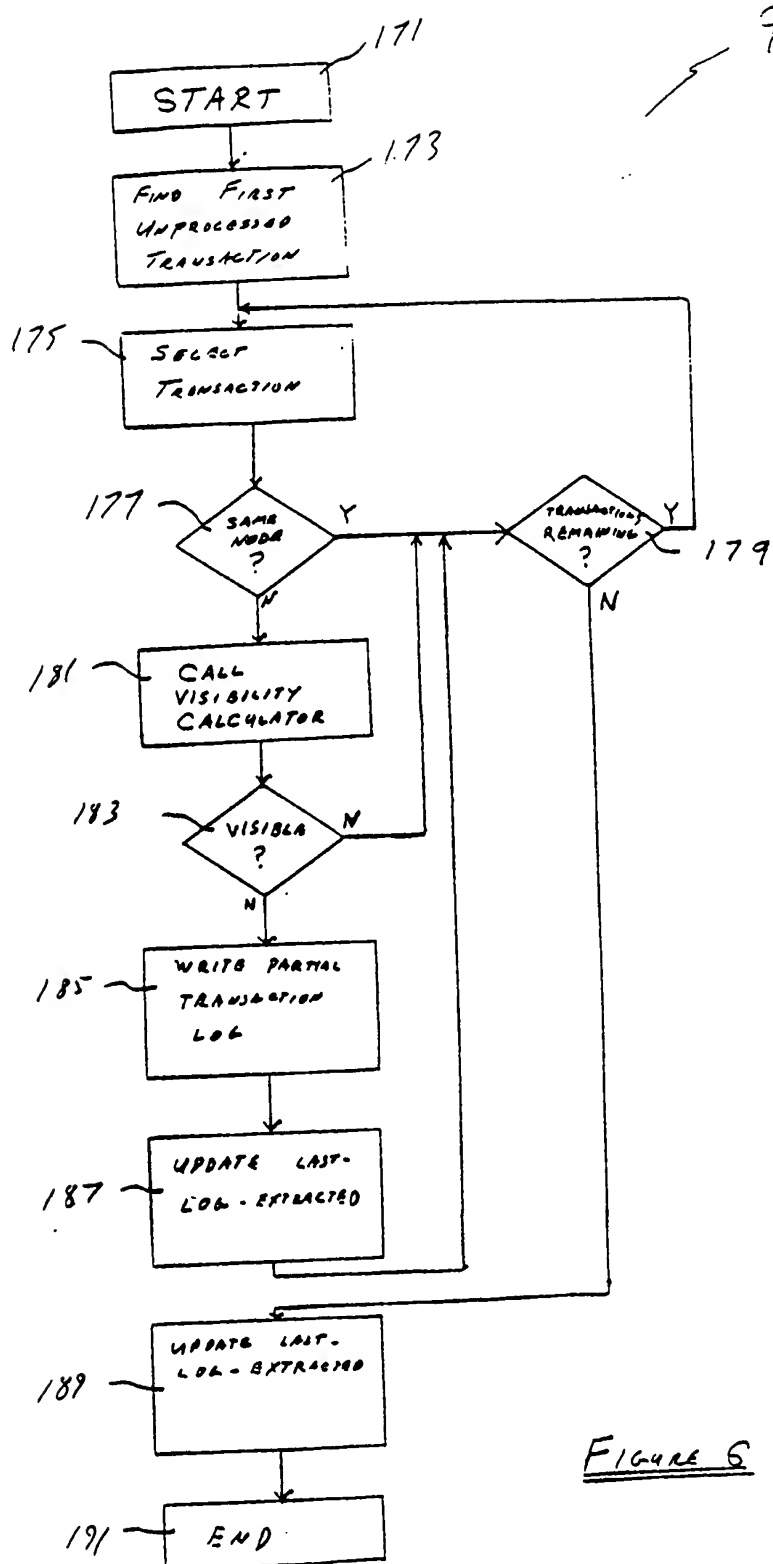 171
START
173
FIND FIRST
UNPROCESSED
TRANSACTION
175
SELECT
TRANSACTION
177
SAME
NODE
?
Y
N
TRANSACTIONS
REMAINING
?
Y
179
N
181
CALL
VISIBILITY
CALCULATOR
183
VISIBLE
?
N
N
185
WRITE PARTIAL
TRANSACTION
LOG
187
UPDATE LAST-
LOG-EXTRACTED
189
UPDATE LAST-
LOG-EXTRACTED
191
END
FIGURE 6